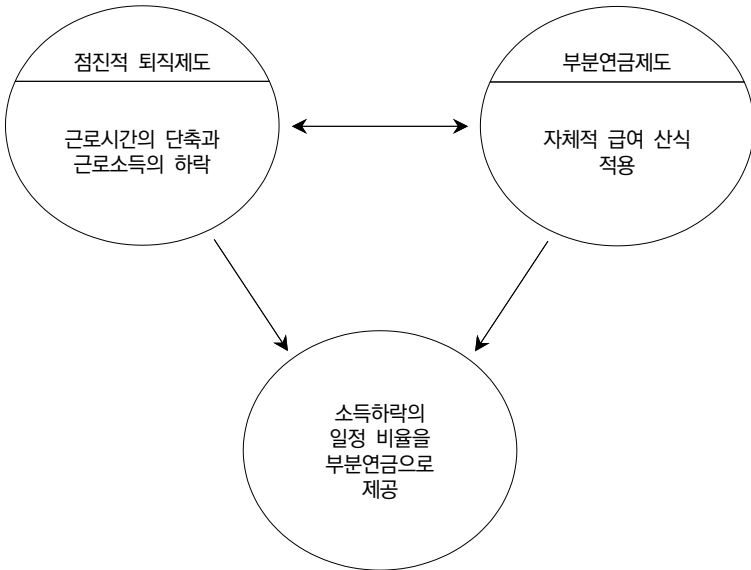 점진적 퇴직제도
근로시간의 단축과
근로소득의 하락
부분연금제도
자체적 급여 산식
적용
소득하락의
일정 비율을
부분연금으로
제공